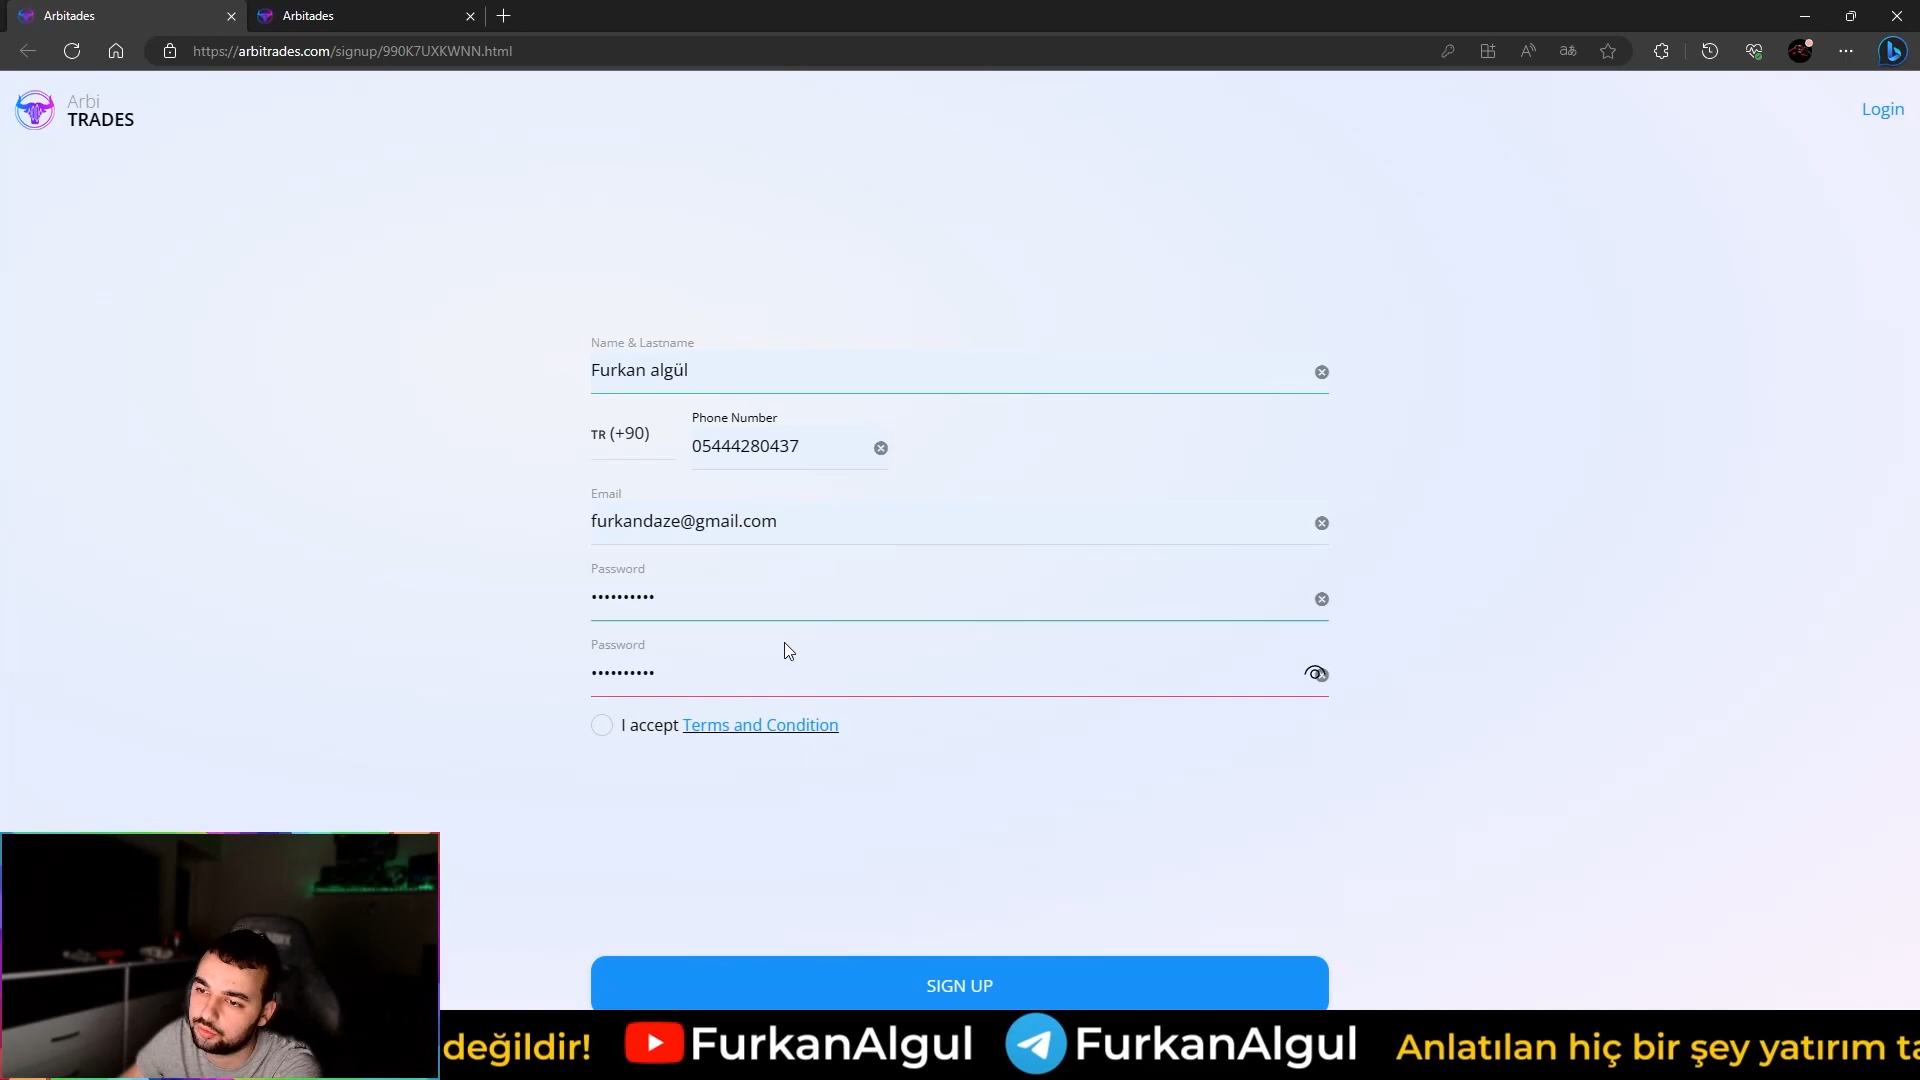 Arbitades
Arbitades
https://arbitrades.com/signup/990K7UXKWNN.html
Arbi
TRADES
Login
Name & Lastname
Furkan algül
TR (+90)
Phone Number
05444280437
Email
furkandaze@gmail.com
Password
••••••••••
Password
••••••••••
I accept Terms and Condition
SIGN UP
değildir! FurkanAlgul FurkanAlgul Anlatılan hiç bir şey yatırım ta